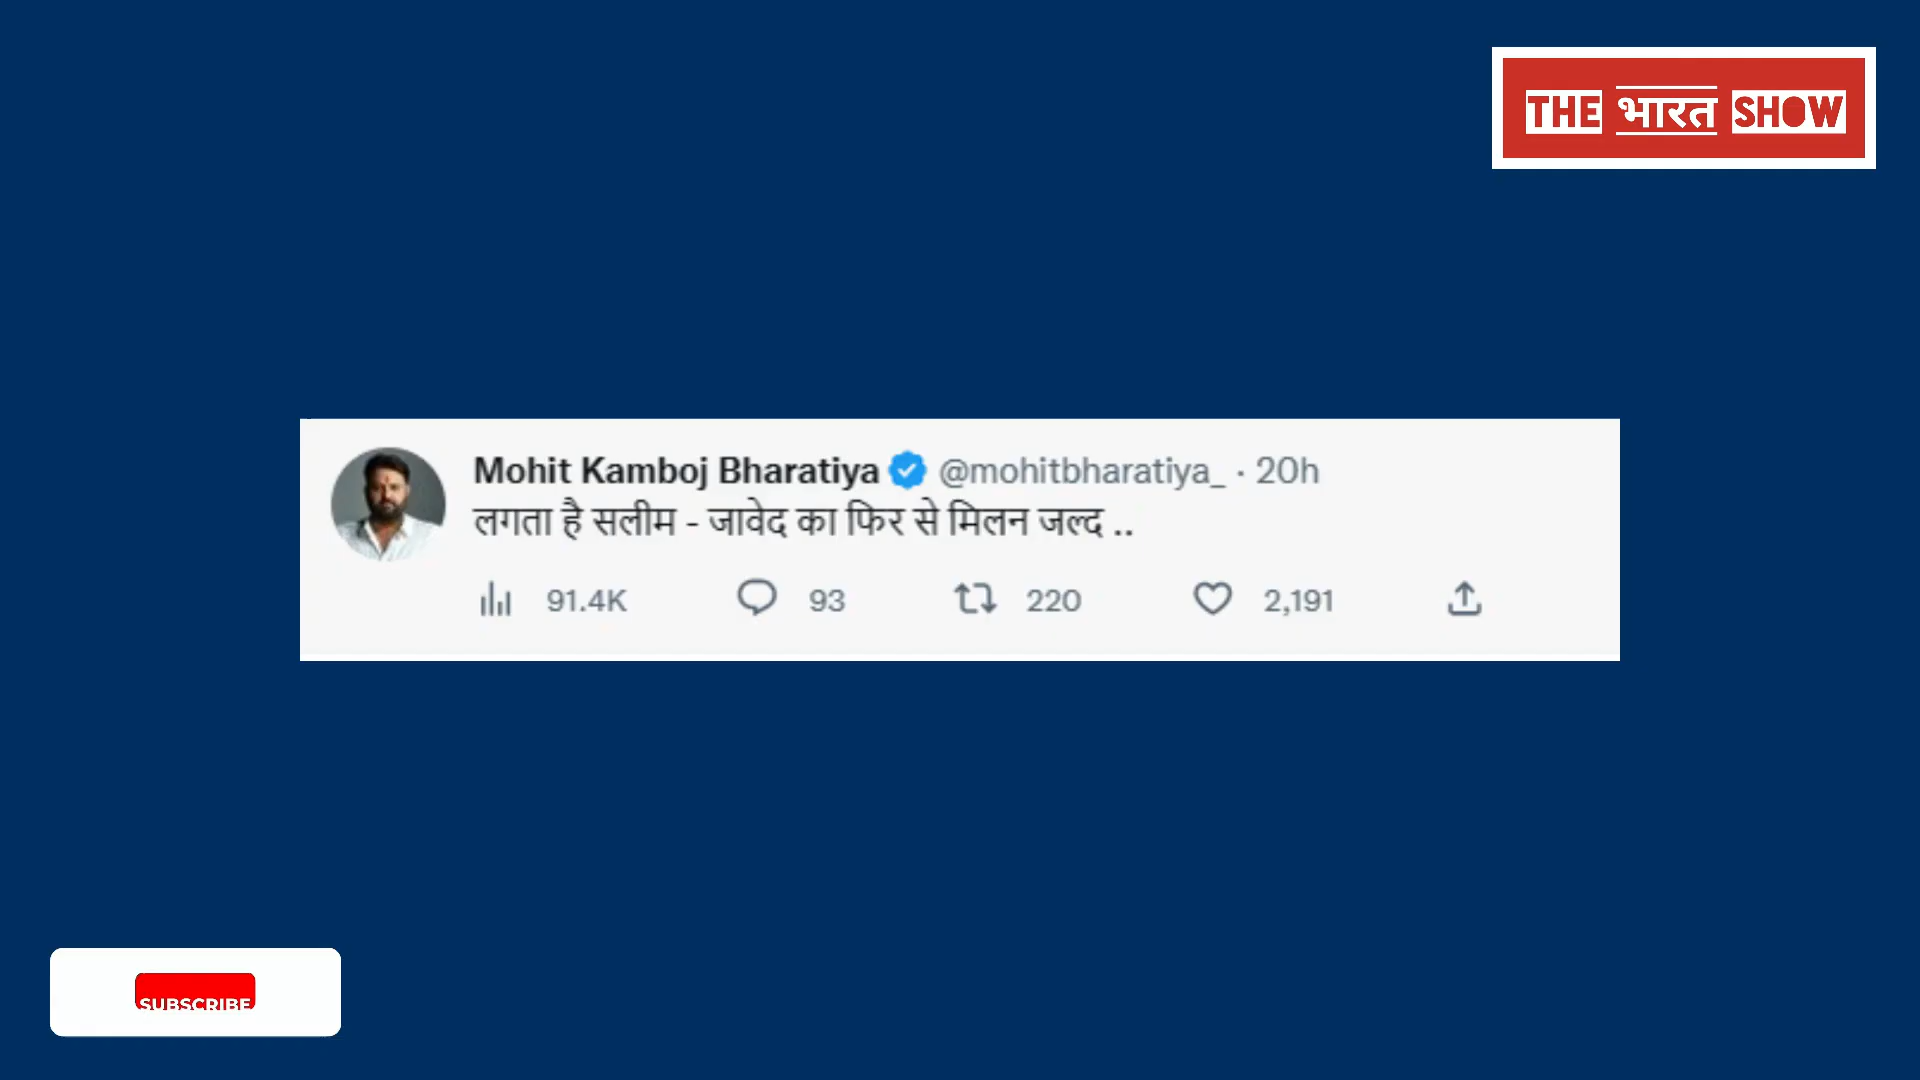 THE भारत SHOW
Mohit Kamboj Bharatiya @mohitbharatiya_ · 20h
लगता है सलीम - जावेद का फिर से मिलन जल्द ..
91.4K 93 220 2,191
SUBSCRIBE